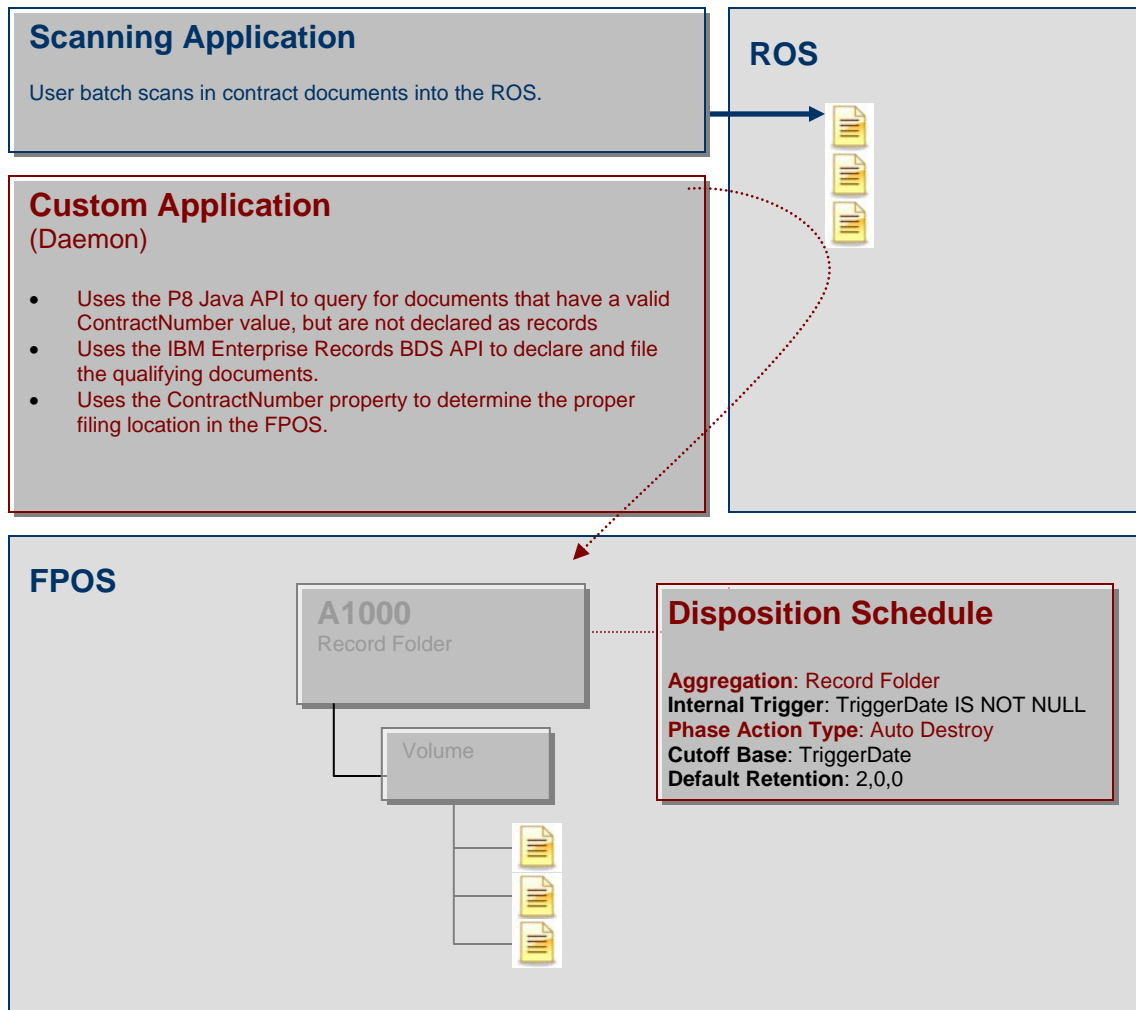 Scanning Application
User batch scans in contract documents into the ROS.
ROS
Custom Application
(Daemon)
• Uses the P8 Java API to query for documents that have a valid
ContractNumber value, but are not declared as records
• Uses the IBM Enterprise Records BDS API to declare and file
the qualifying documents.
• Uses the ContractNumber property to determine the proper
filing location in the FPOS.
FPOS
A1000
Record Folder
Volume
Disposition Schedule
Aggregation: Record Folder
Internal Trigger: TriggerDate IS NOT NULL
Phase Action Type: Auto Destroy
Cutoff Base: TriggerDate
Default Retention: 2,0,0